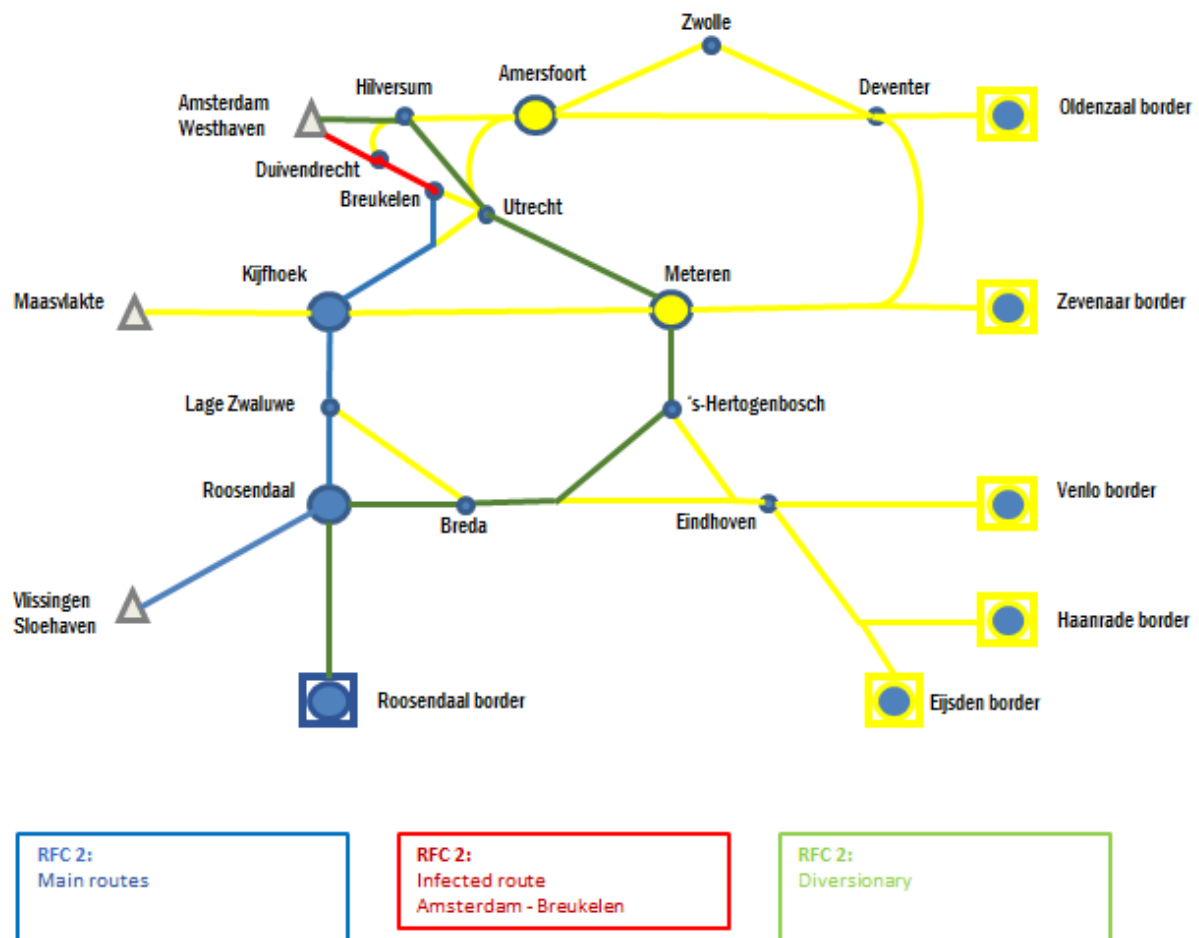 Zwolle
Hilversum
Amersfoort
Deventer
Amsterdam
Westhaven
Oldenzaal border
Duivendrecht
Breukelen
Utrecht
Kijfhoek
Meteren
Maasvlakte
Zevenaar border
Lage Zwaluwe
's-Hertogenbosch
Roosendaal
Venlo border
Breda
Eindhoven
Vlissingen
Sloehaven
Haanrade border
Roosendaal border
Eijsden border
RFC 2:
Main routes
RFC 2:
Infected route
Amsterdam - Breukelen
RFC 2:
Diversionary